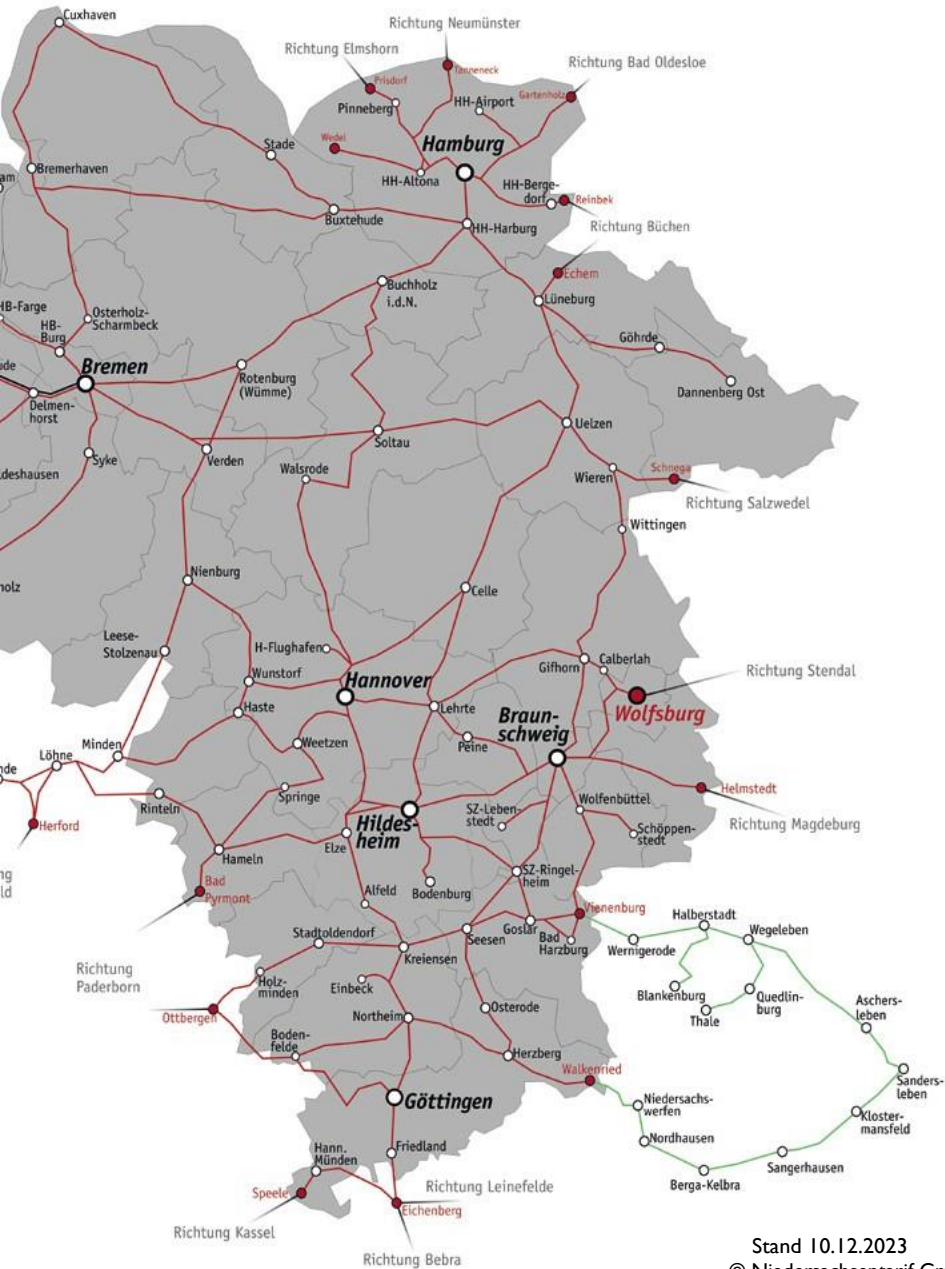 Cuxhaven
Richtung Neumünster
Richtung Elmshorn
Richtung Bad Oldesloe
Tanneneck
Prisdorf
Pinneberg
HH-Airport
Gartenholz
Wedel
Hamburg
Stade
Bremerhaven
am
HH-Altona
HH-Berge-
dorf
Reinbek
Buxtehude
HH-Harburg
Richtung Büchen
Echem
Buchholz
i.d.N.
Lüneburg
HB-Farge
HB-
Burg
Osterholz-
Scharmbeck
Göhrde
Bremen
Rotenburg
(Wümme)
Dannenberg Ost
Delmen-
horst
Uelzen
Soltau
Syke
Verden
Walsrode
Wieren
Schnega
Richtung Salzwedel
Wittingen
Nienburg
Celle
Leese-
Stolzenau
H-Flughafen
Wunstorf
Gifhorn
Calberlah
Hannover
Richtung Stendal
Haste
Lehrte
Wolfsburg
Braun-
schweig
Weetzen
Peine
Minden
Löhne
Springe
Helmstedt
Rinteln
SZ-Leben-
stedt
Wolfenbüttel
Herford
Hildes-
heim
Schöppen-
stedt
Richtung Magdeburg
Hameln
Elze
SZ-Ringel-
heim
Bad
Pyrmont
Alfeld
Bodenburg
Vienenburg
Halberstadt
Stadtoldendorf
Seesen
Goslar
Bad
Harzburg
Wegeleben
Wernigerode
Kreiensen
Richtung
Paderborn
Holz-
minden
Einbeck
Blankenburg
Quedlin-
burg
Thale
Aschers-
leben
Ottbergen
Northeim
Osterode
Boden-
felde
Herzberg
Walkenried
Sanders-
leben
Göttingen
Niedersachs-
werfen
Kloster-
mansfeld
Nordhausen
Friedland
Hann.
Münden
Sangerhausen
Berga-Kelbra
Speele
Richtung Leinefelde
Eichenberg
Richtung Kassel
Richtung Bebra
Stand 10.12.2023